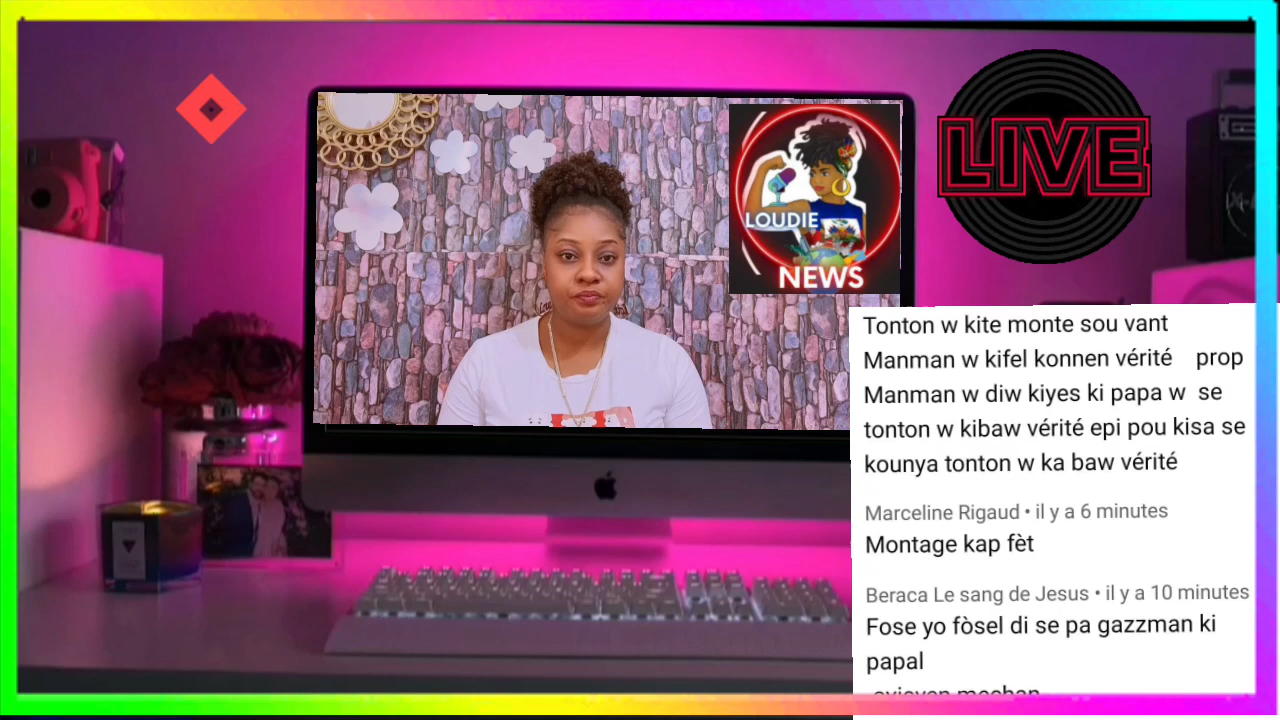 LIVE
LOUDIE
NEWS
Tonton w kite monte sou vant
Manman w kifel konnen vérité prop
Manman w diw kiyes ki papa w se
tonton w kibaw vérité epi pou kisa se
kounya tonton w ka baw vérité
Marceline Rigaud • il y a 6 minutes
Montage kap fèt
Beraca Le sang de Jesus • il y a 10 minutes
Fose yo fòsel di se pa gazzman ki
papal